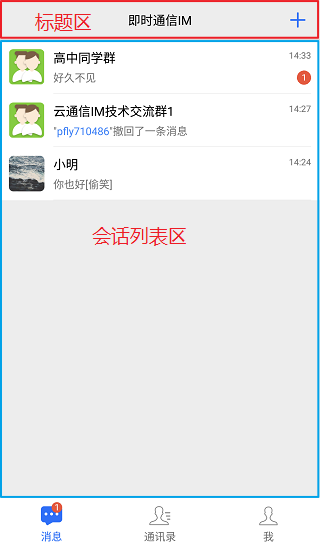 标题区 即时通信IM
高中同学群 14:33
好久不见 1
云通信IM技术交流群1 14:27
"pfly710486"撤回了一条消息
小明 14:24
你也好[偷笑]
会话列表区
1
消息 通讯录 我